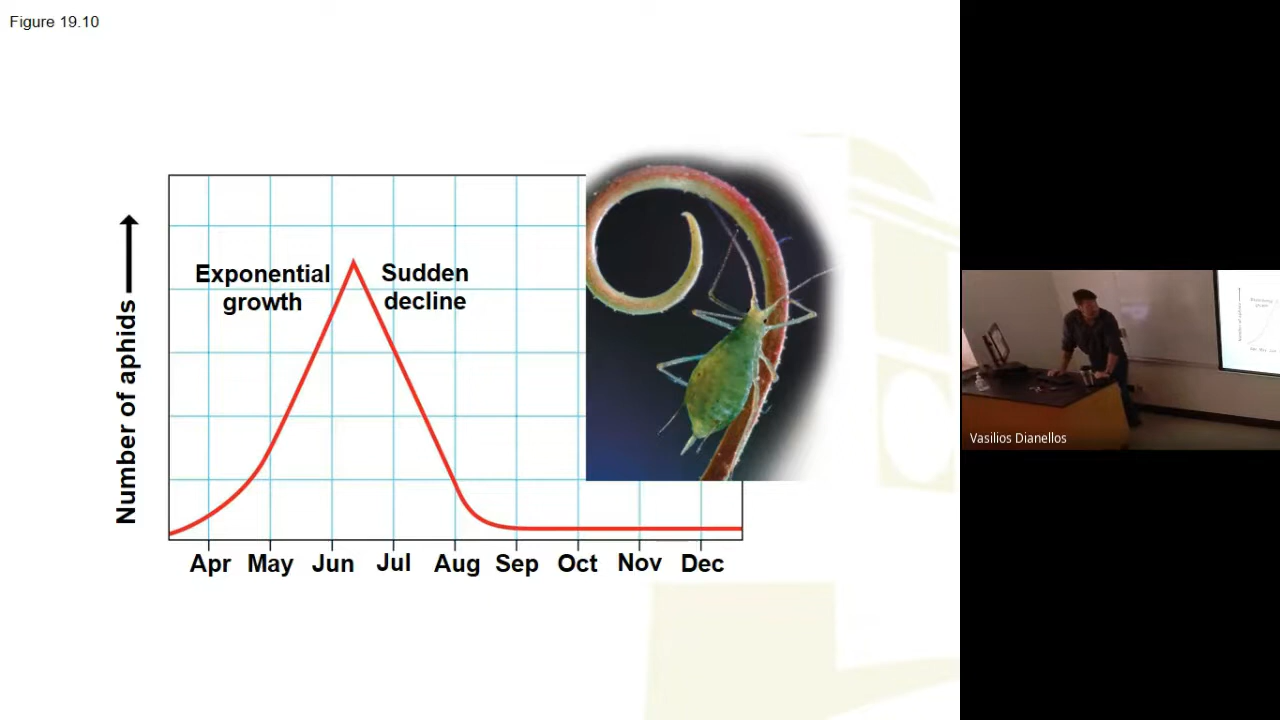 Figure 19.10
Number of aphids
Exponential
growth
Sudden
decline
Apr May Jun Jul Aug Sep Oct Nov Dec
Vasilios Dianellos